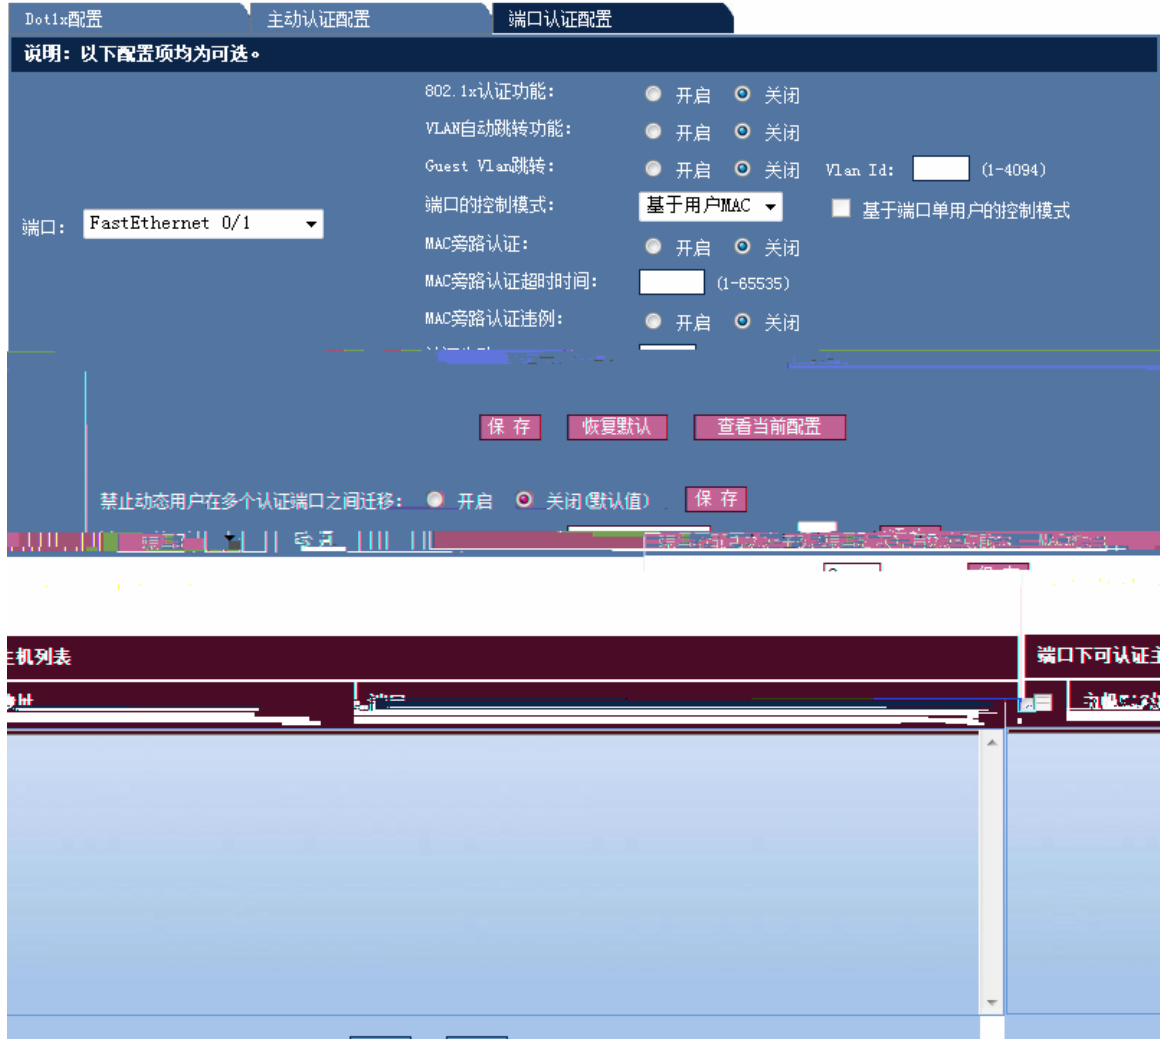 Dot1x配置 主动认证配置 端口认证配置
说明：以下配置项均为可选。
802.1x认证功能： 开启 关闭
VLAN自动跳转功能： 开启 关闭
Guest Vlan跳转： 开启 关闭 Vlan Id: (1-4094)
端口的控制模式： 基于用户MAC 基于端口单用户的控制模式
端口： FastEthernet 0/1
MAC旁路认证： 开启 关闭
MAC旁路认证超时时间： (1-65535)
MAC旁路认证违例： 开启 关闭
保 存 恢复默认 查看当前配置
禁止动态用户在多个认证端口之间迁移： 开启 关闭(默认值) 保 存
机列表 端口下可认证主